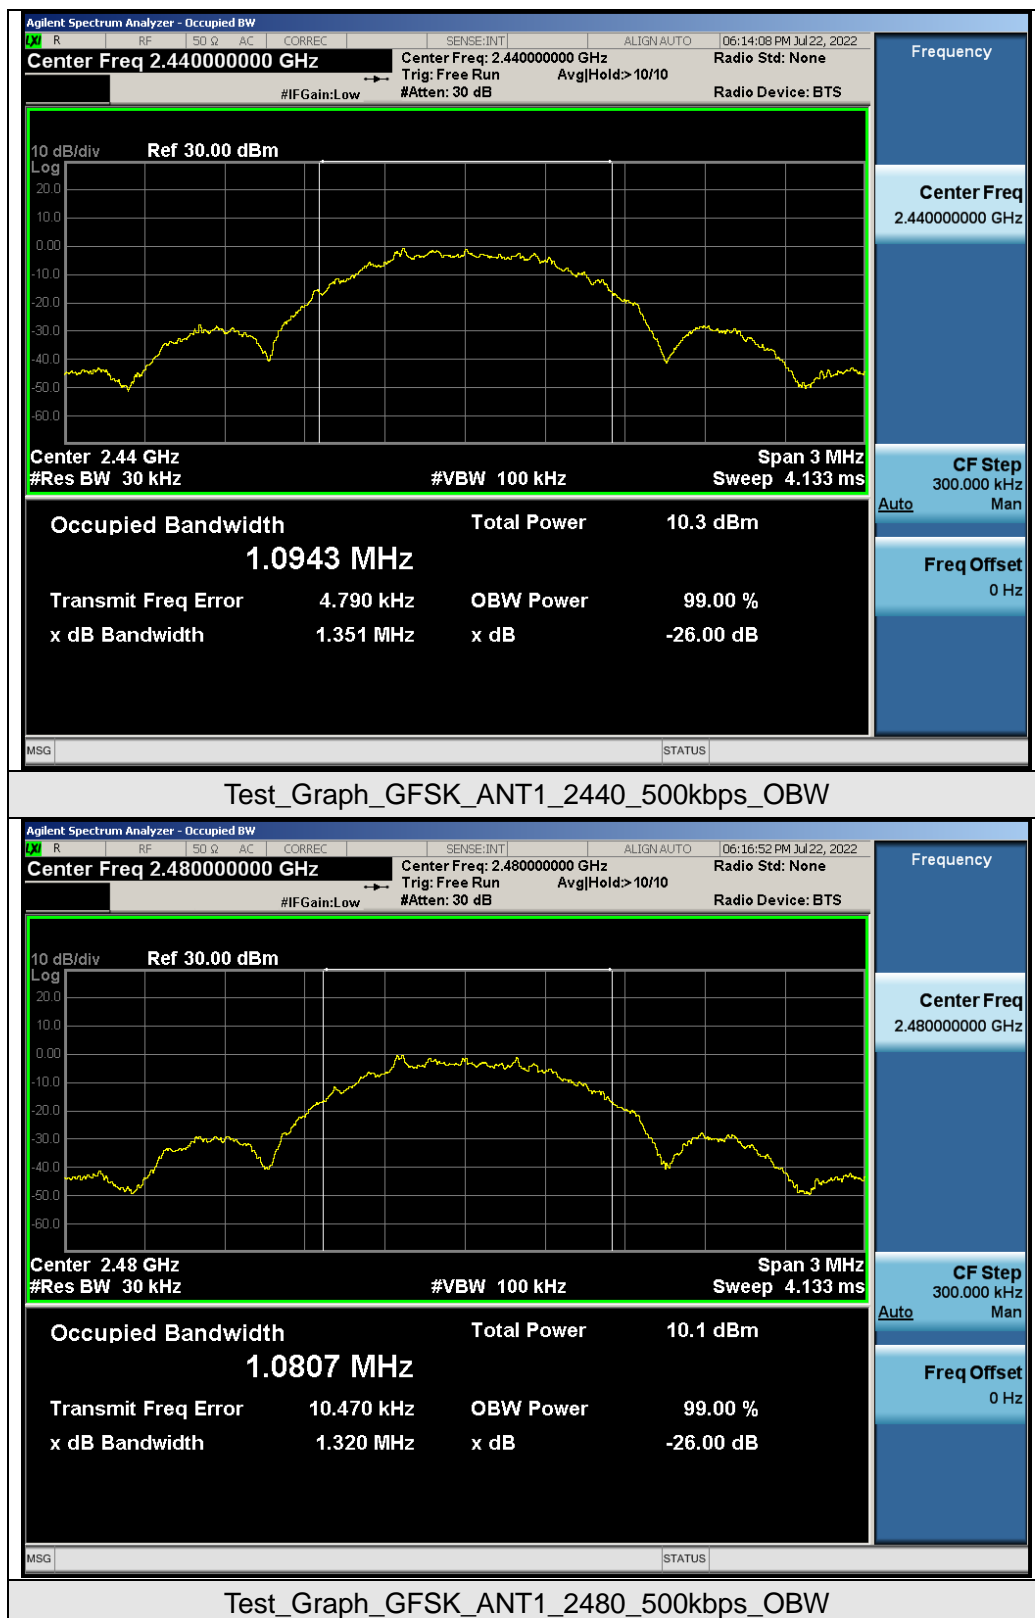 Agilent Spectrum Analyzer - Occupied BW
LXI R RF 50 Ω AC CORREC SENSE:INT ALIGN AUTO 06:14:08 PM Jul 22, 2022
Center Freq 2.440000000 GHz
Center Freq: 2.440000000 GHz
Radio Std: None
Trig: Free Run Avg|Hold:> 10/10
#IFGain:Low #Atten: 30 dB Radio Device: BTS
Frequency
10 dB/div Ref 30.00 dBm
Log
20.0
10.0
0.00
-10.0
-20.0
-30.0
-40.0
-50.0
-60.0
Center 2.44 GHz Span 3 MHz
#Res BW 30 kHz #VBW 100 kHz Sweep 4.133 ms
Center Freq
2.440000000 GHz
CF Step
300.000 kHz
Auto Man
Freq Offset
0 Hz
Occupied Bandwidth Total Power 10.3 dBm
1.0943 MHz
Transmit Freq Error 4.790 kHz OBW Power 99.00 %
x dB Bandwidth 1.351 MHz x dB -26.00 dB
MSG STATUS
Test_Graph_GFSK_ANT1_2440_500kbps_OBW
Agilent Spectrum Analyzer - Occupied BW
LXI R RF 50 Ω AC CORREC SENSE:INT ALIGN AUTO 06:16:52 PM Jul 22, 2022
Center Freq 2.480000000 GHz
Center Freq: 2.480000000 GHz
Radio Std: None
Trig: Free Run Avg|Hold:> 10/10
#IFGain:Low #Atten: 30 dB Radio Device: BTS
Frequency
10 dB/div Ref 30.00 dBm
Log
20.0
10.0
0.00
-10.0
-20.0
-30.0
-40.0
-50.0
-60.0
Center 2.48 GHz Span 3 MHz
#Res BW 30 kHz #VBW 100 kHz Sweep 4.133 ms
Center Freq
2.480000000 GHz
CF Step
300.000 kHz
Auto Man
Freq Offset
0 Hz
Occupied Bandwidth Total Power 10.1 dBm
1.0807 MHz
Transmit Freq Error 10.470 kHz OBW Power 99.00 %
x dB Bandwidth 1.320 MHz x dB -26.00 dB
MSG STATUS
Test_Graph_GFSK_ANT1_2480_500kbps_OBW